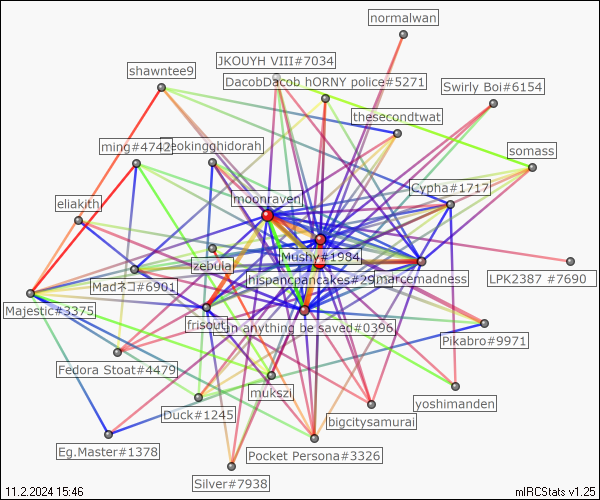 normalwan
JKOUYH VIII#7034
shawntee9
DacobDacob hORNY police#5271
Swirly Boi#6154
thesecondtwat
ming#4742
eokingghidorah
somass
Cypha#1717
moonraven
eliakith
Mushy#1984
zebula
hispancpancakes#29
marcemadness
LPK2387 #7690
Madネコ#6901
Majestic#3375
frisout
an anything be saved#0396
Pikabro#9971
Fedora Stoat#4479
mukszi
yoshimanden
Duck#1245
bigcitysamurai
Eg.Master#1378
Pocket Persona#3326
Silver#7938
11.2.2024 15:46
mIRCStats v1.25